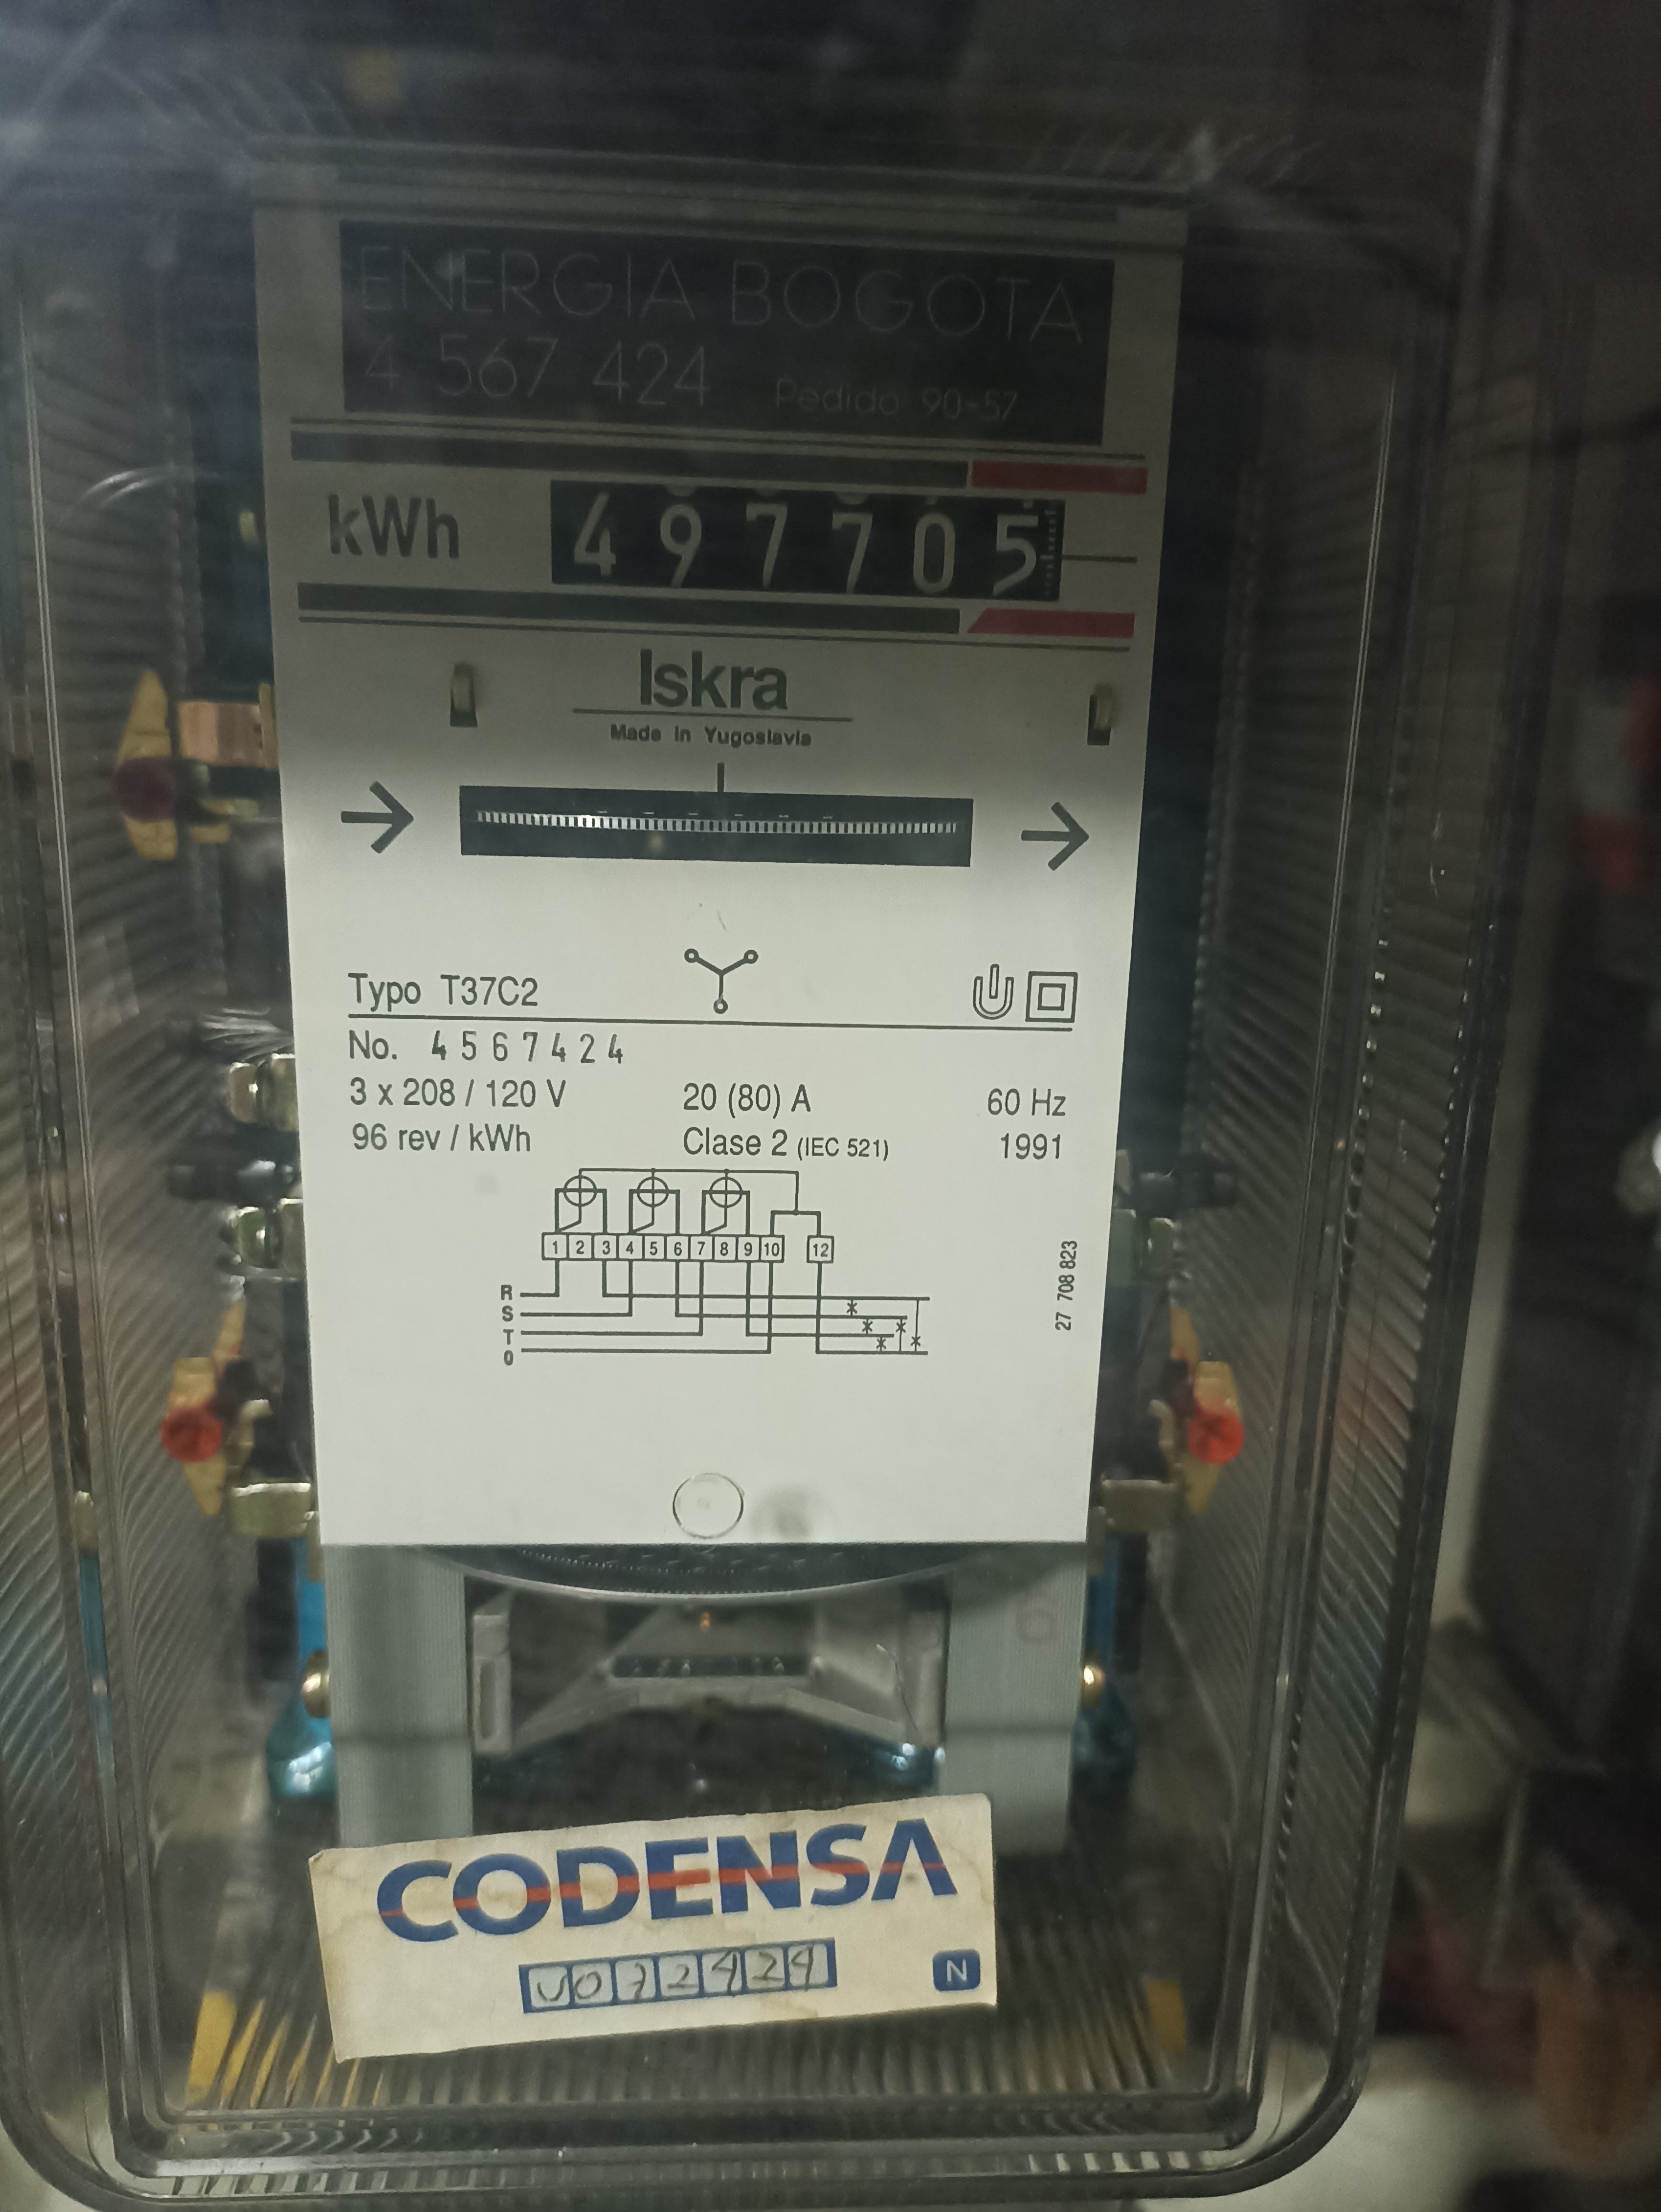 ENERGIA BOGOTA
4 567 424 Pedido 90-57
kWh 497705
Iskra
Made in Yugoslavia
Typo T37C2
No. 4567424
3 x 208 / 120 V 20 (80) A 60 Hz
96 rev / kWh Clase 2 (IEC 521) 1991
1 2 3 4 5 6 7 8 9 10 12
R
S
T
0
27 708 823
CODENSA
U072424 N